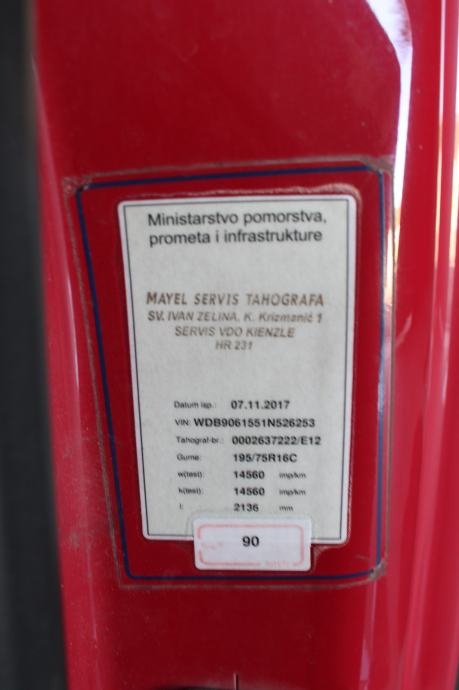 Ministarstvo pomorstva,
prometa i infrastrukture
MAYEL SERVIS TAHOGRAFA
SV. IVAN ZELINA, K. Krizmanić 1
SERVIS VDO KIENZLE
HR 231
Datum isp.: 07.11.2017
VIN: WDB9061551N526253
Tahograf-br.: 0002637222/E12
Gume: 195/75R16C
w(test): 14560 imp/km
k(test): 14560 imp/km
l: 2136 mm
90